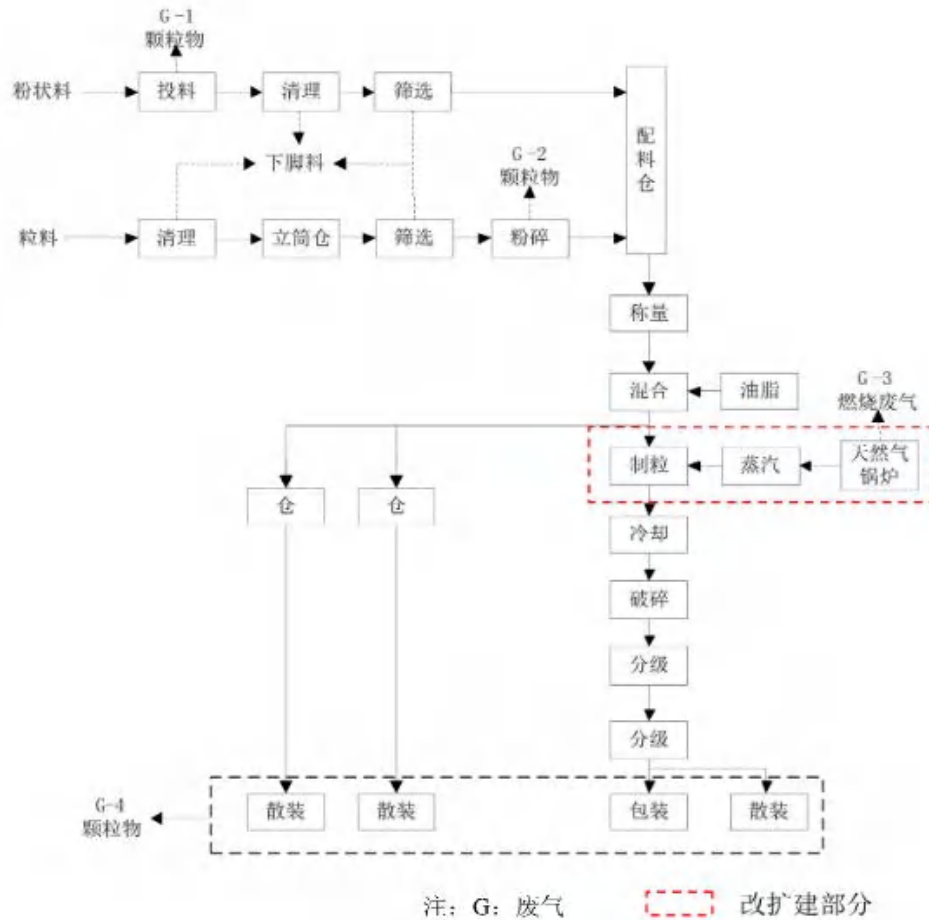 G-1
颗粒物
粉状料
投料
清理
筛选
配料仓
下脚料
G-2
颗粒物
粒料
清理
立筒仓
筛选
粉碎
称量
混合
油脂
G-3
燃烧废气
仓
仓
制粒
蒸汽
天然气
锅炉
冷却
破碎
分级
分级
G-4
颗粒物
散装
散装
包装
散装
注：G：废气
改扩建部分